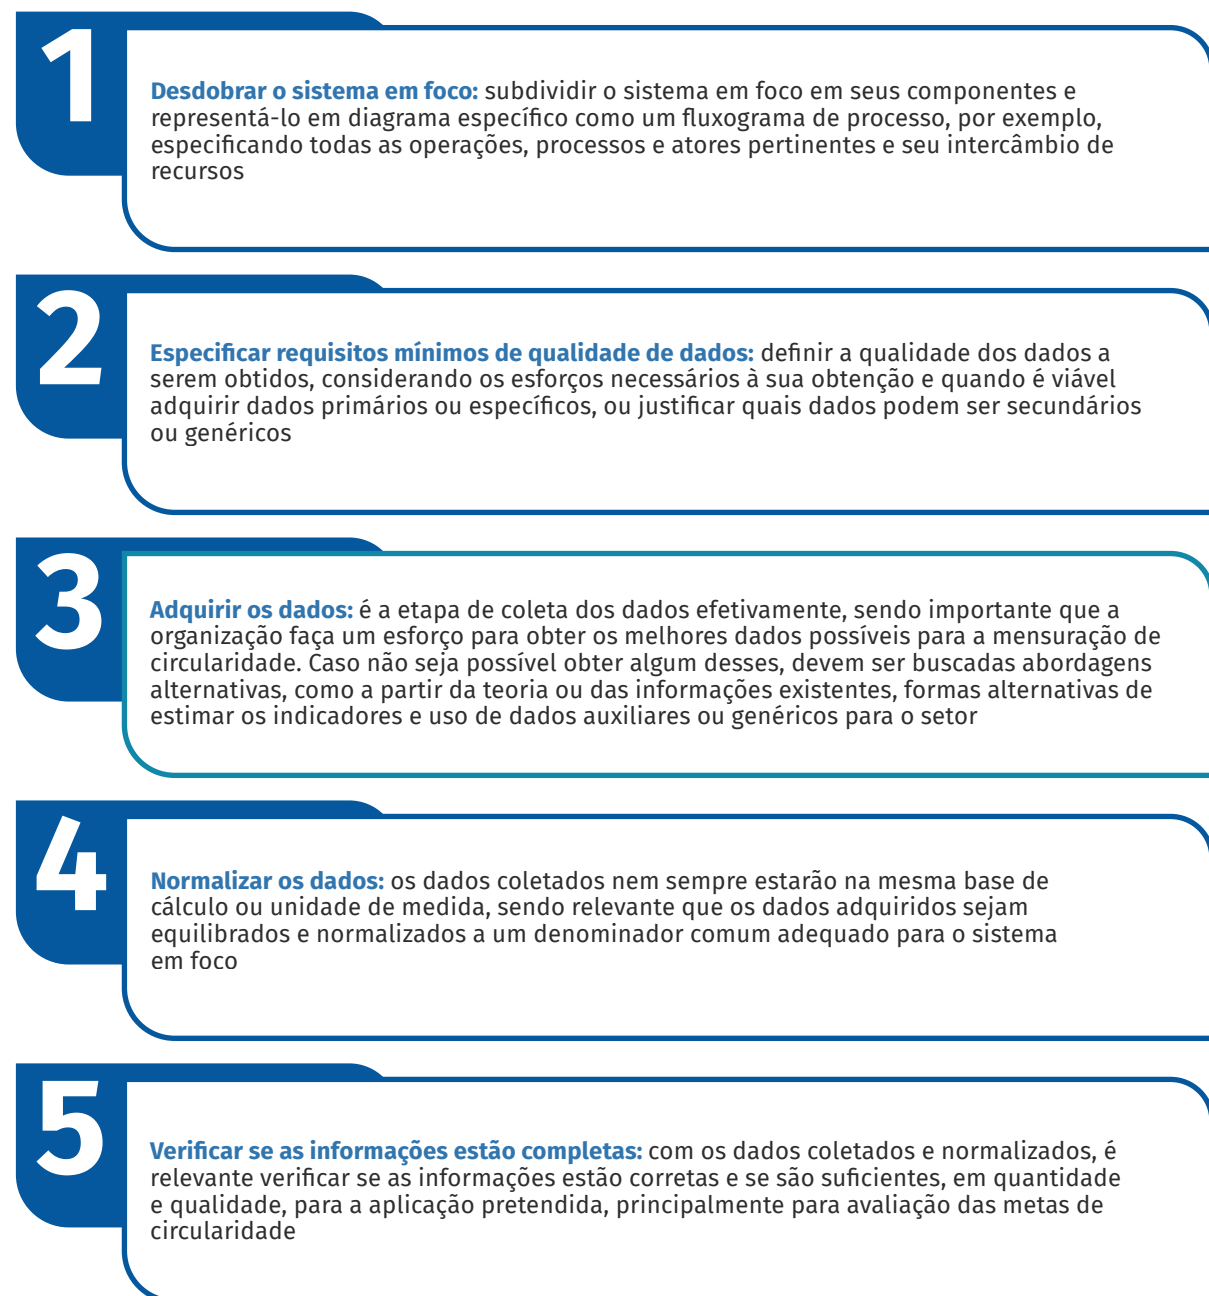 1
Desdobrar o sistema em foco: subdividir o sistema em foco em seus componentes e
representá-lo em diagrama específico como um fluxograma de processo, por exemplo,
especificando todas as operações, processos e atores pertinentes e seu intercâmbio de
recursos
2
Especificar requisitos mínimos de qualidade de dados: definir a qualidade dos dados a
serem obtidos, considerando os esforços necessários à sua obtenção e quando é viável
adquirir dados primários ou específicos, ou justificar quais dados podem ser secundários
ou genéricos
3
Adquirir os dados: é a etapa de coleta dos dados efetivamente, sendo importante que a
organização faça um esforço para obter os melhores dados possíveis para a mensuração de
circularidade. Caso não seja possível obter algum desses, devem ser buscadas abordagens
alternativas, como a partir da teoria ou das informações existentes, formas alternativas de
estimar os indicadores e uso de dados auxiliares ou genéricos para o setor
4
Normalizar os dados: os dados coletados nem sempre estarão na mesma base de
cálculo ou unidade de medida, sendo relevante que os dados adquiridos sejam
equilibrados e normalizados a um denominador comum adequado para o sistema
em foco
5
Verificar se as informações estão completas: com os dados coletados e normalizados, é
relevante verificar se as informações estão corretas e se são suficientes, em quantidade
e qualidade, para a aplicação pretendida, principalmente para avaliação das metas de
circularidade